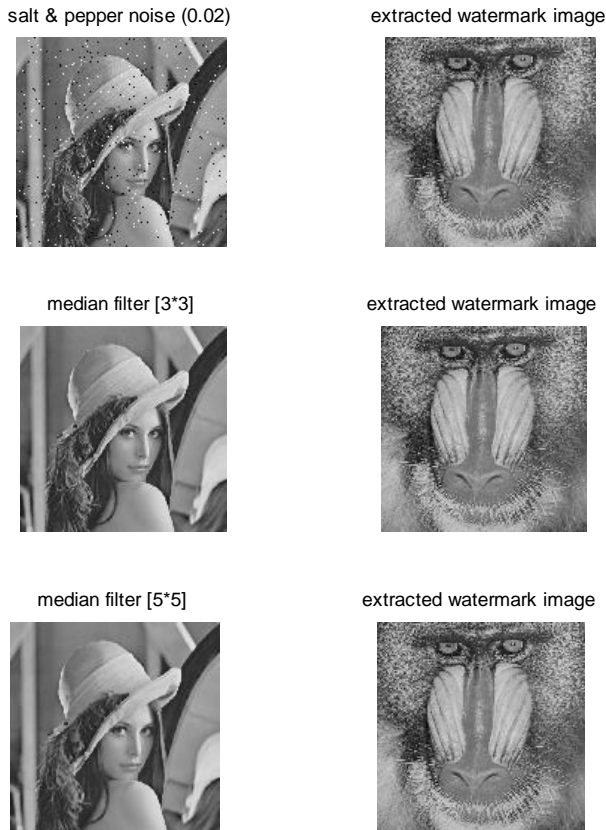 salt & pepper noise (0.02)
extracted watermark image
median filter [3*3]
extracted watermark image
median filter [5*5]
extracted watermark image